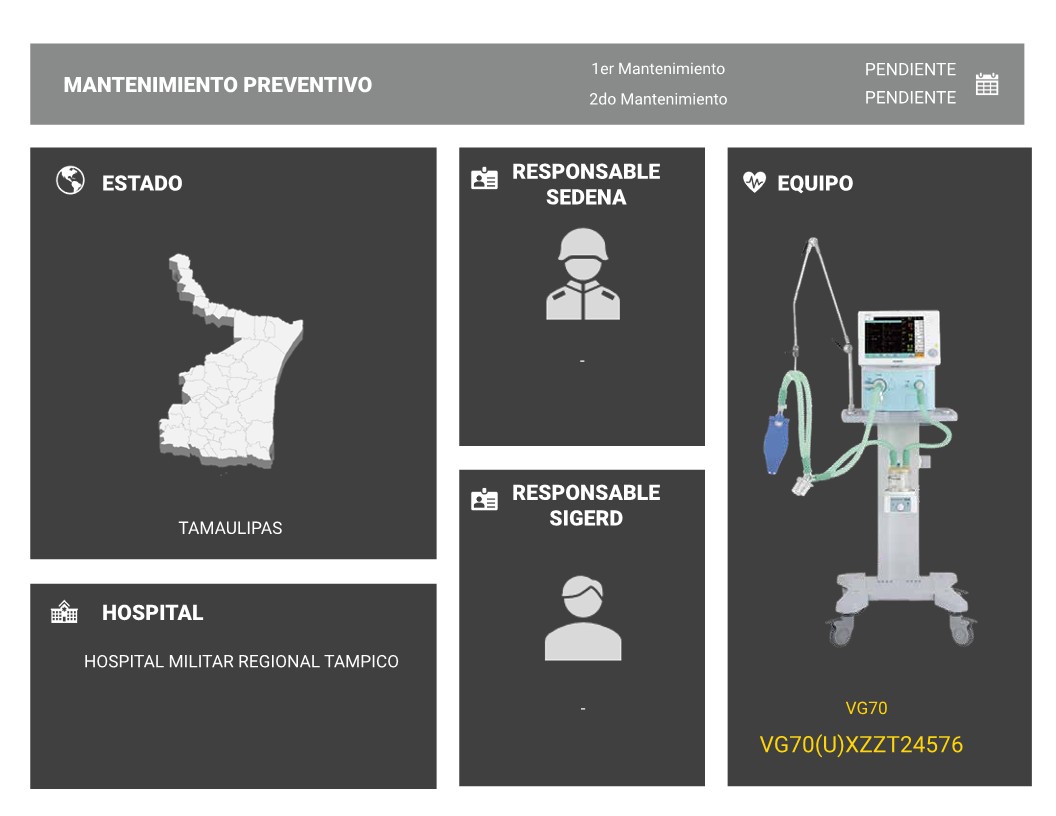 MANTENIMIENTO PREVENTIVO
1er Mantenimiento
PENDIENTE
2do Mantenimiento
PENDIENTE
ESTADO
TAMAULIPAS
HOSPITAL
HOSPITAL MILITAR REGIONAL TAMPICO
RESPONSABLE
SEDENA
-
RESPONSABLE
SIGERD
-
EQUIPO
VG70
VG70(U)XZZT24576